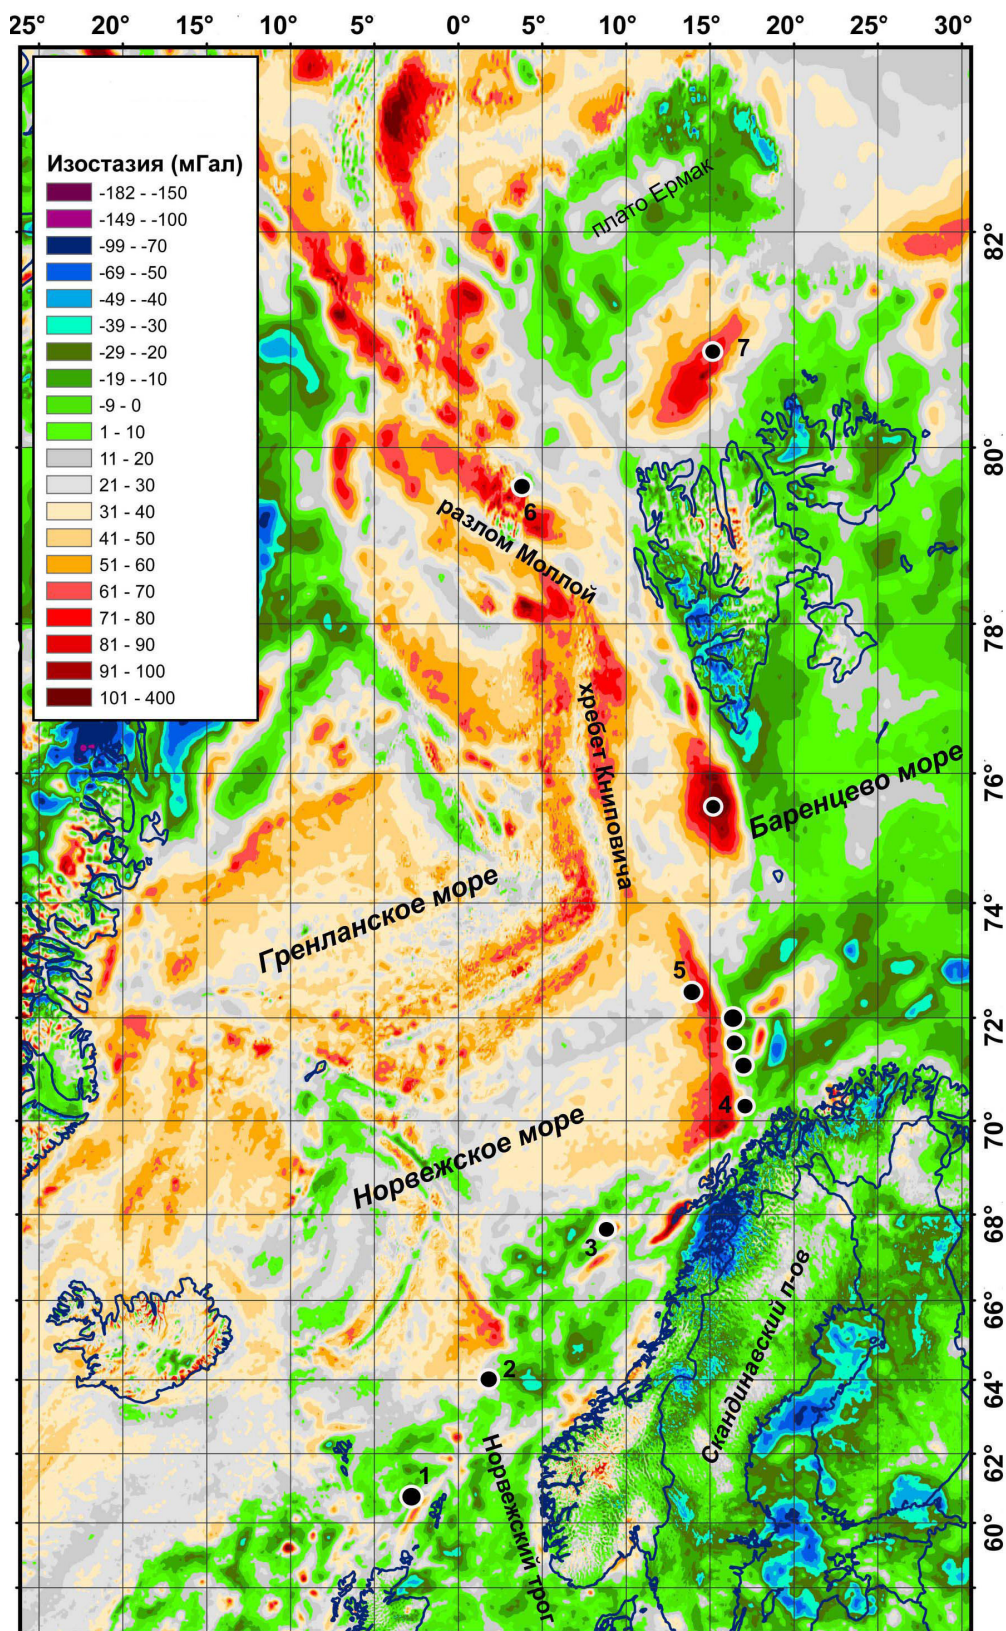 25° 20° 15° 10° 5° 0° 5° 10° 15° 20° 25° 30°
Изостазия (мГал)
-182 - -150
-149 - -100
-99 - -70
-69 - -50
-49 - -40
-39 - -30
-29 - -20
-19 - -10
-9 - 0
1 - 10
11 - 20
21 - 30
31 - 40
41 - 50
51 - 60
61 - 70
71 - 80
81 - 90
91 - 100
101 - 400
плато Ермак
82°
7
80°
6
разлом Моллой
78°
хребет Книповича
76°
Баренцево море
74°
Гренланское море
5
72°
4
70°
Норвежское море
68°
3
66°
Скандинавский п-ов
64°
2
62°
Норвежский трог
1
60°